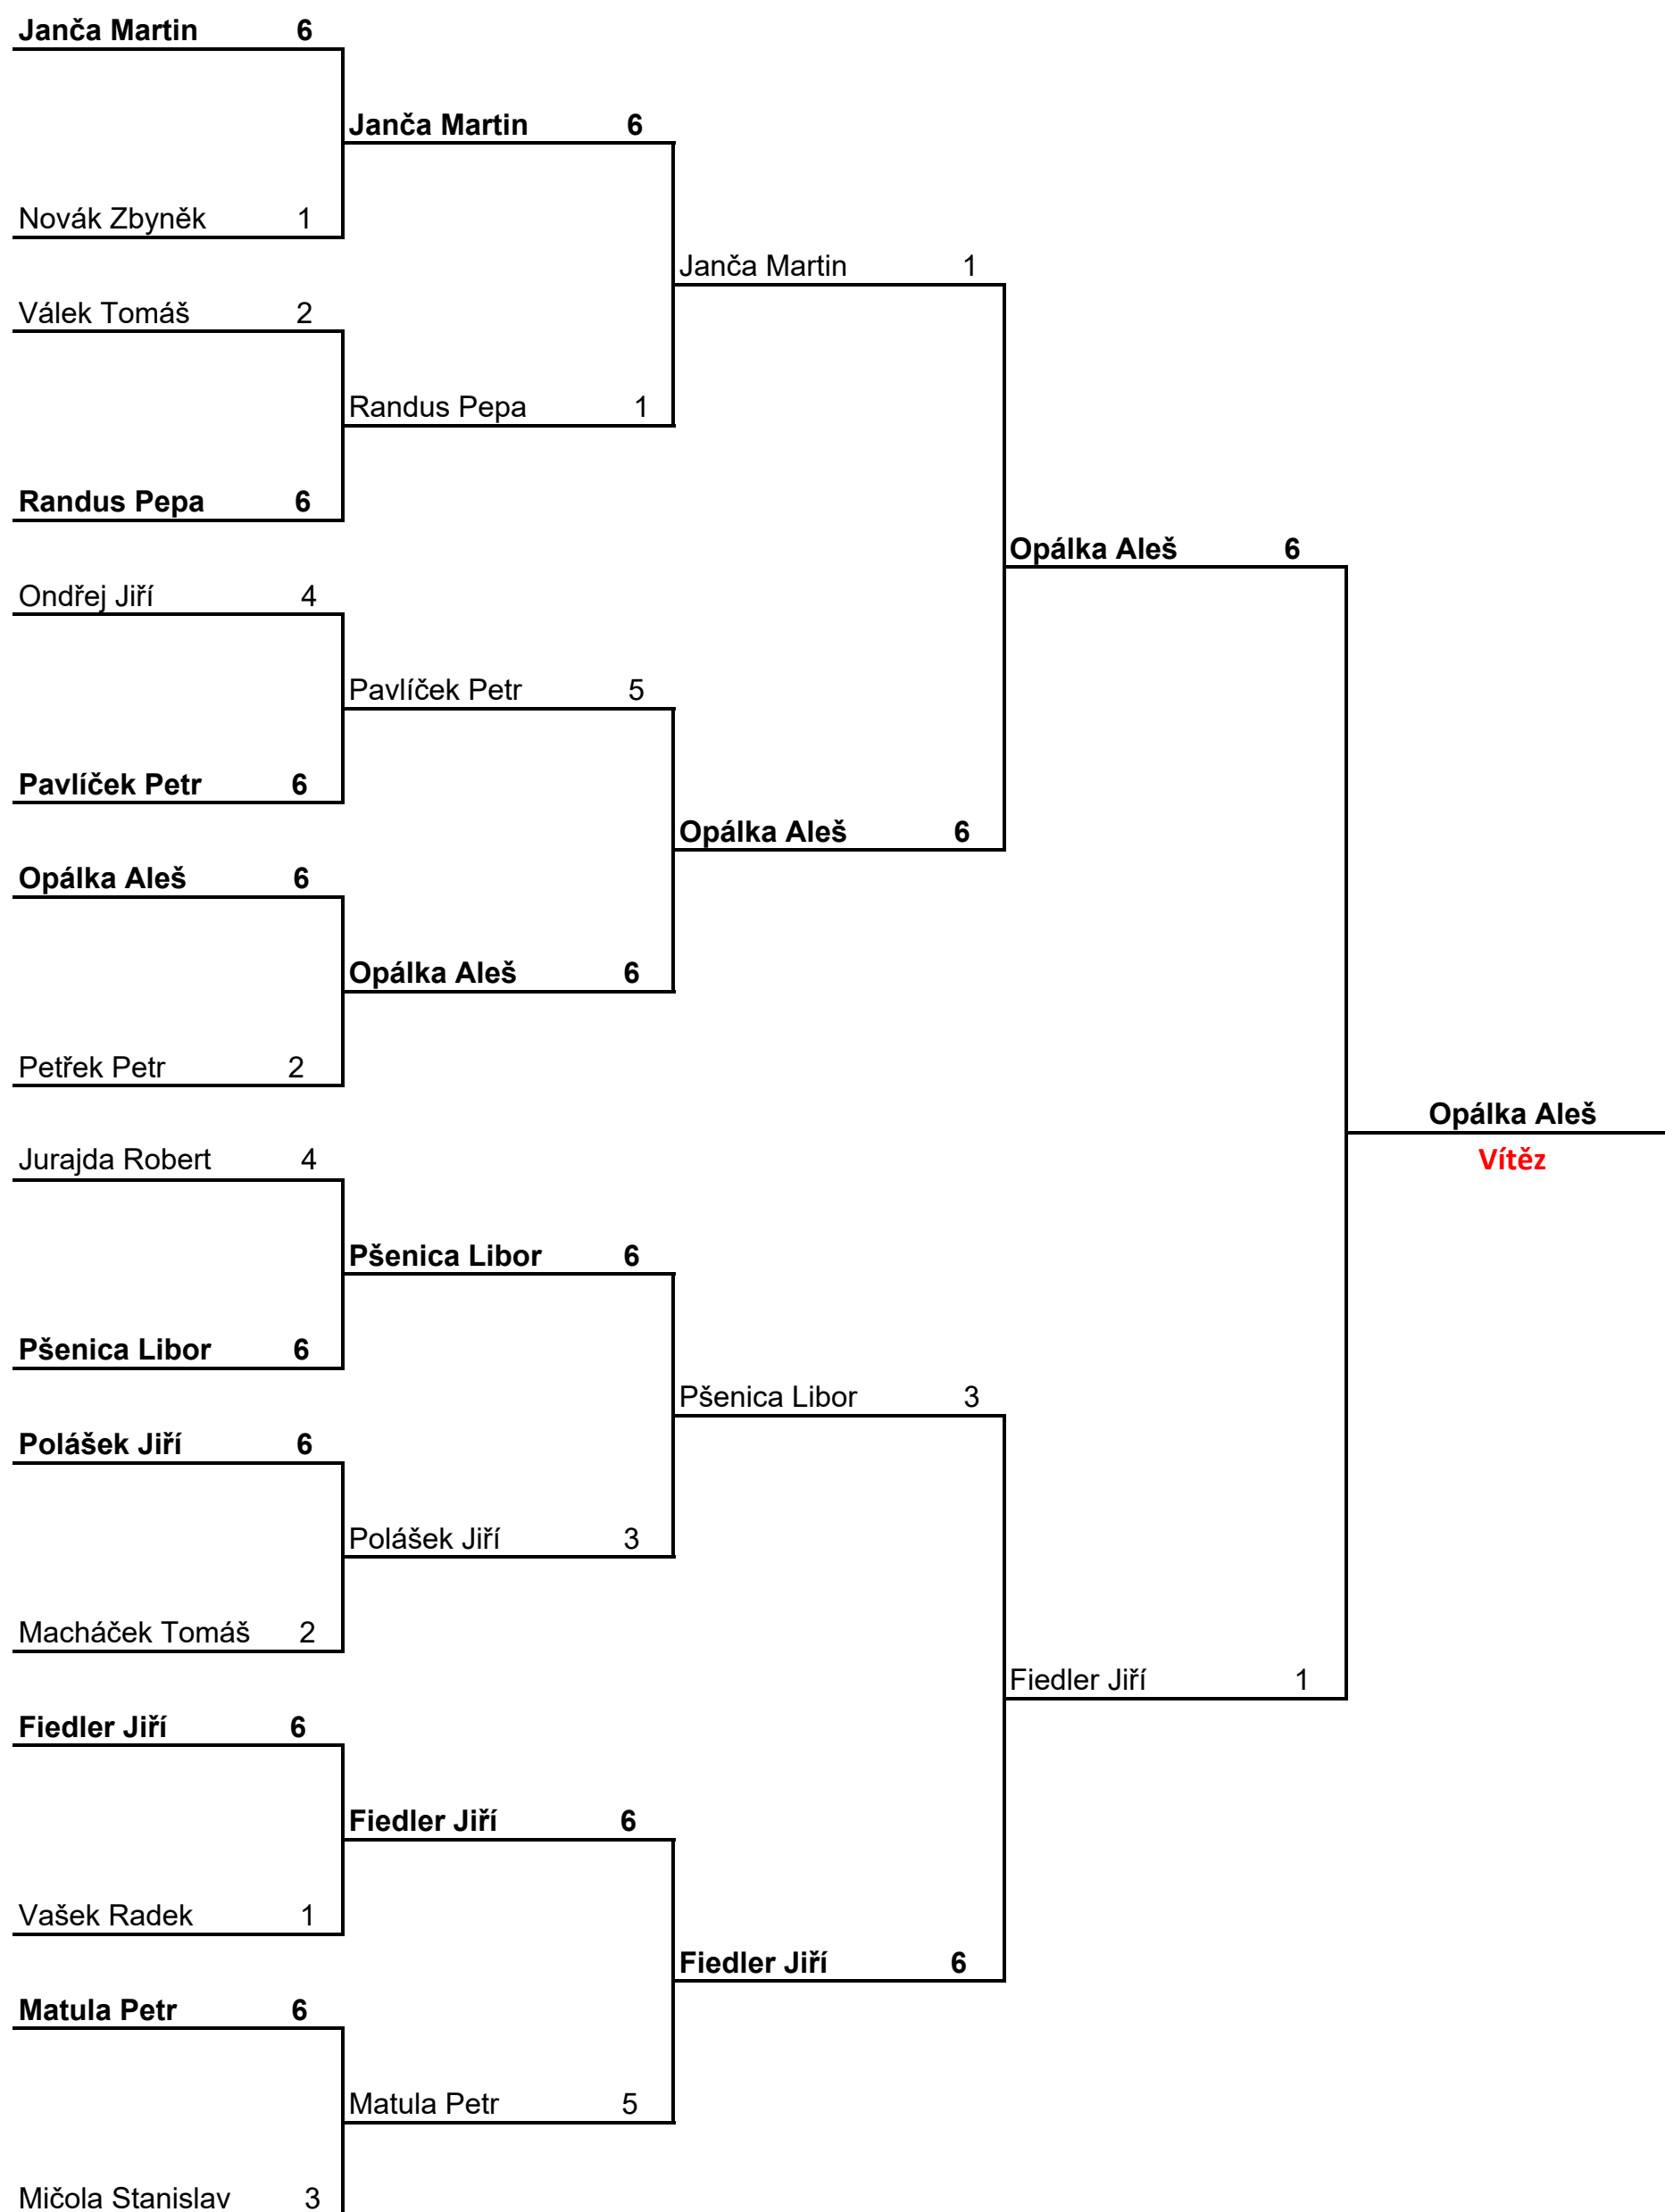 Janča Martin 6
Janča Martin 6
Novák Zbyněk 1
Janča Martin 1
Válek Tomáš 2
Randus Pepa 1
Randus Pepa 6
Opálka Aleš 6
Ondřej Jiří 4
Pavlíček Petr 5
Pavlíček Petr 6
Opálka Aleš 6
Opálka Aleš 6
Opálka Aleš 6
Petřek Petr 2
Opálka Aleš
Jurajda Robert 4
Vítěz
Pšenica Libor 6
Pšenica Libor 6
Pšenica Libor 3
Polášek Jiří 6
Polášek Jiří 3
Macháček Tomáš 2
Fiedler Jiří 1
Fiedler Jiří 6
Fiedler Jiří 6
Vašek Radek 1
Fiedler Jiří 6
Matula Petr 6
Matula Petr 5
Mičola Stanislav 3